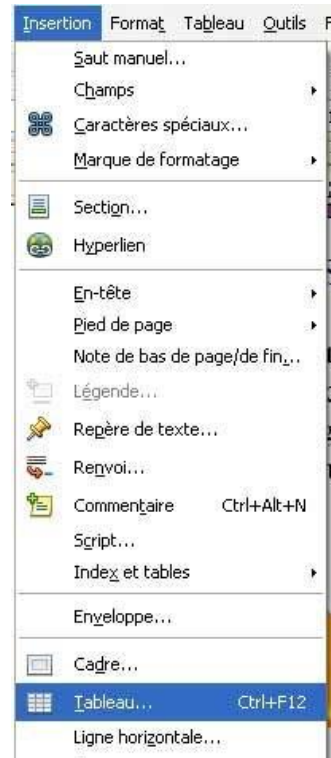 Insertion Format Tableau Outils F
Saut manuel...
Champs
Caractères spéciaux...
Marque de formatage
Section...
Hyperlien
En-tête
Pied de page
Note de bas de page/de fin...
Légende...
Repère de texte...
Renvoi...
Commentaire Ctrl+Alt+N
Script...
Index et tables
Enveloppe...
Cadre...
Tableau... Ctrl+F12
Ligne horizontale...